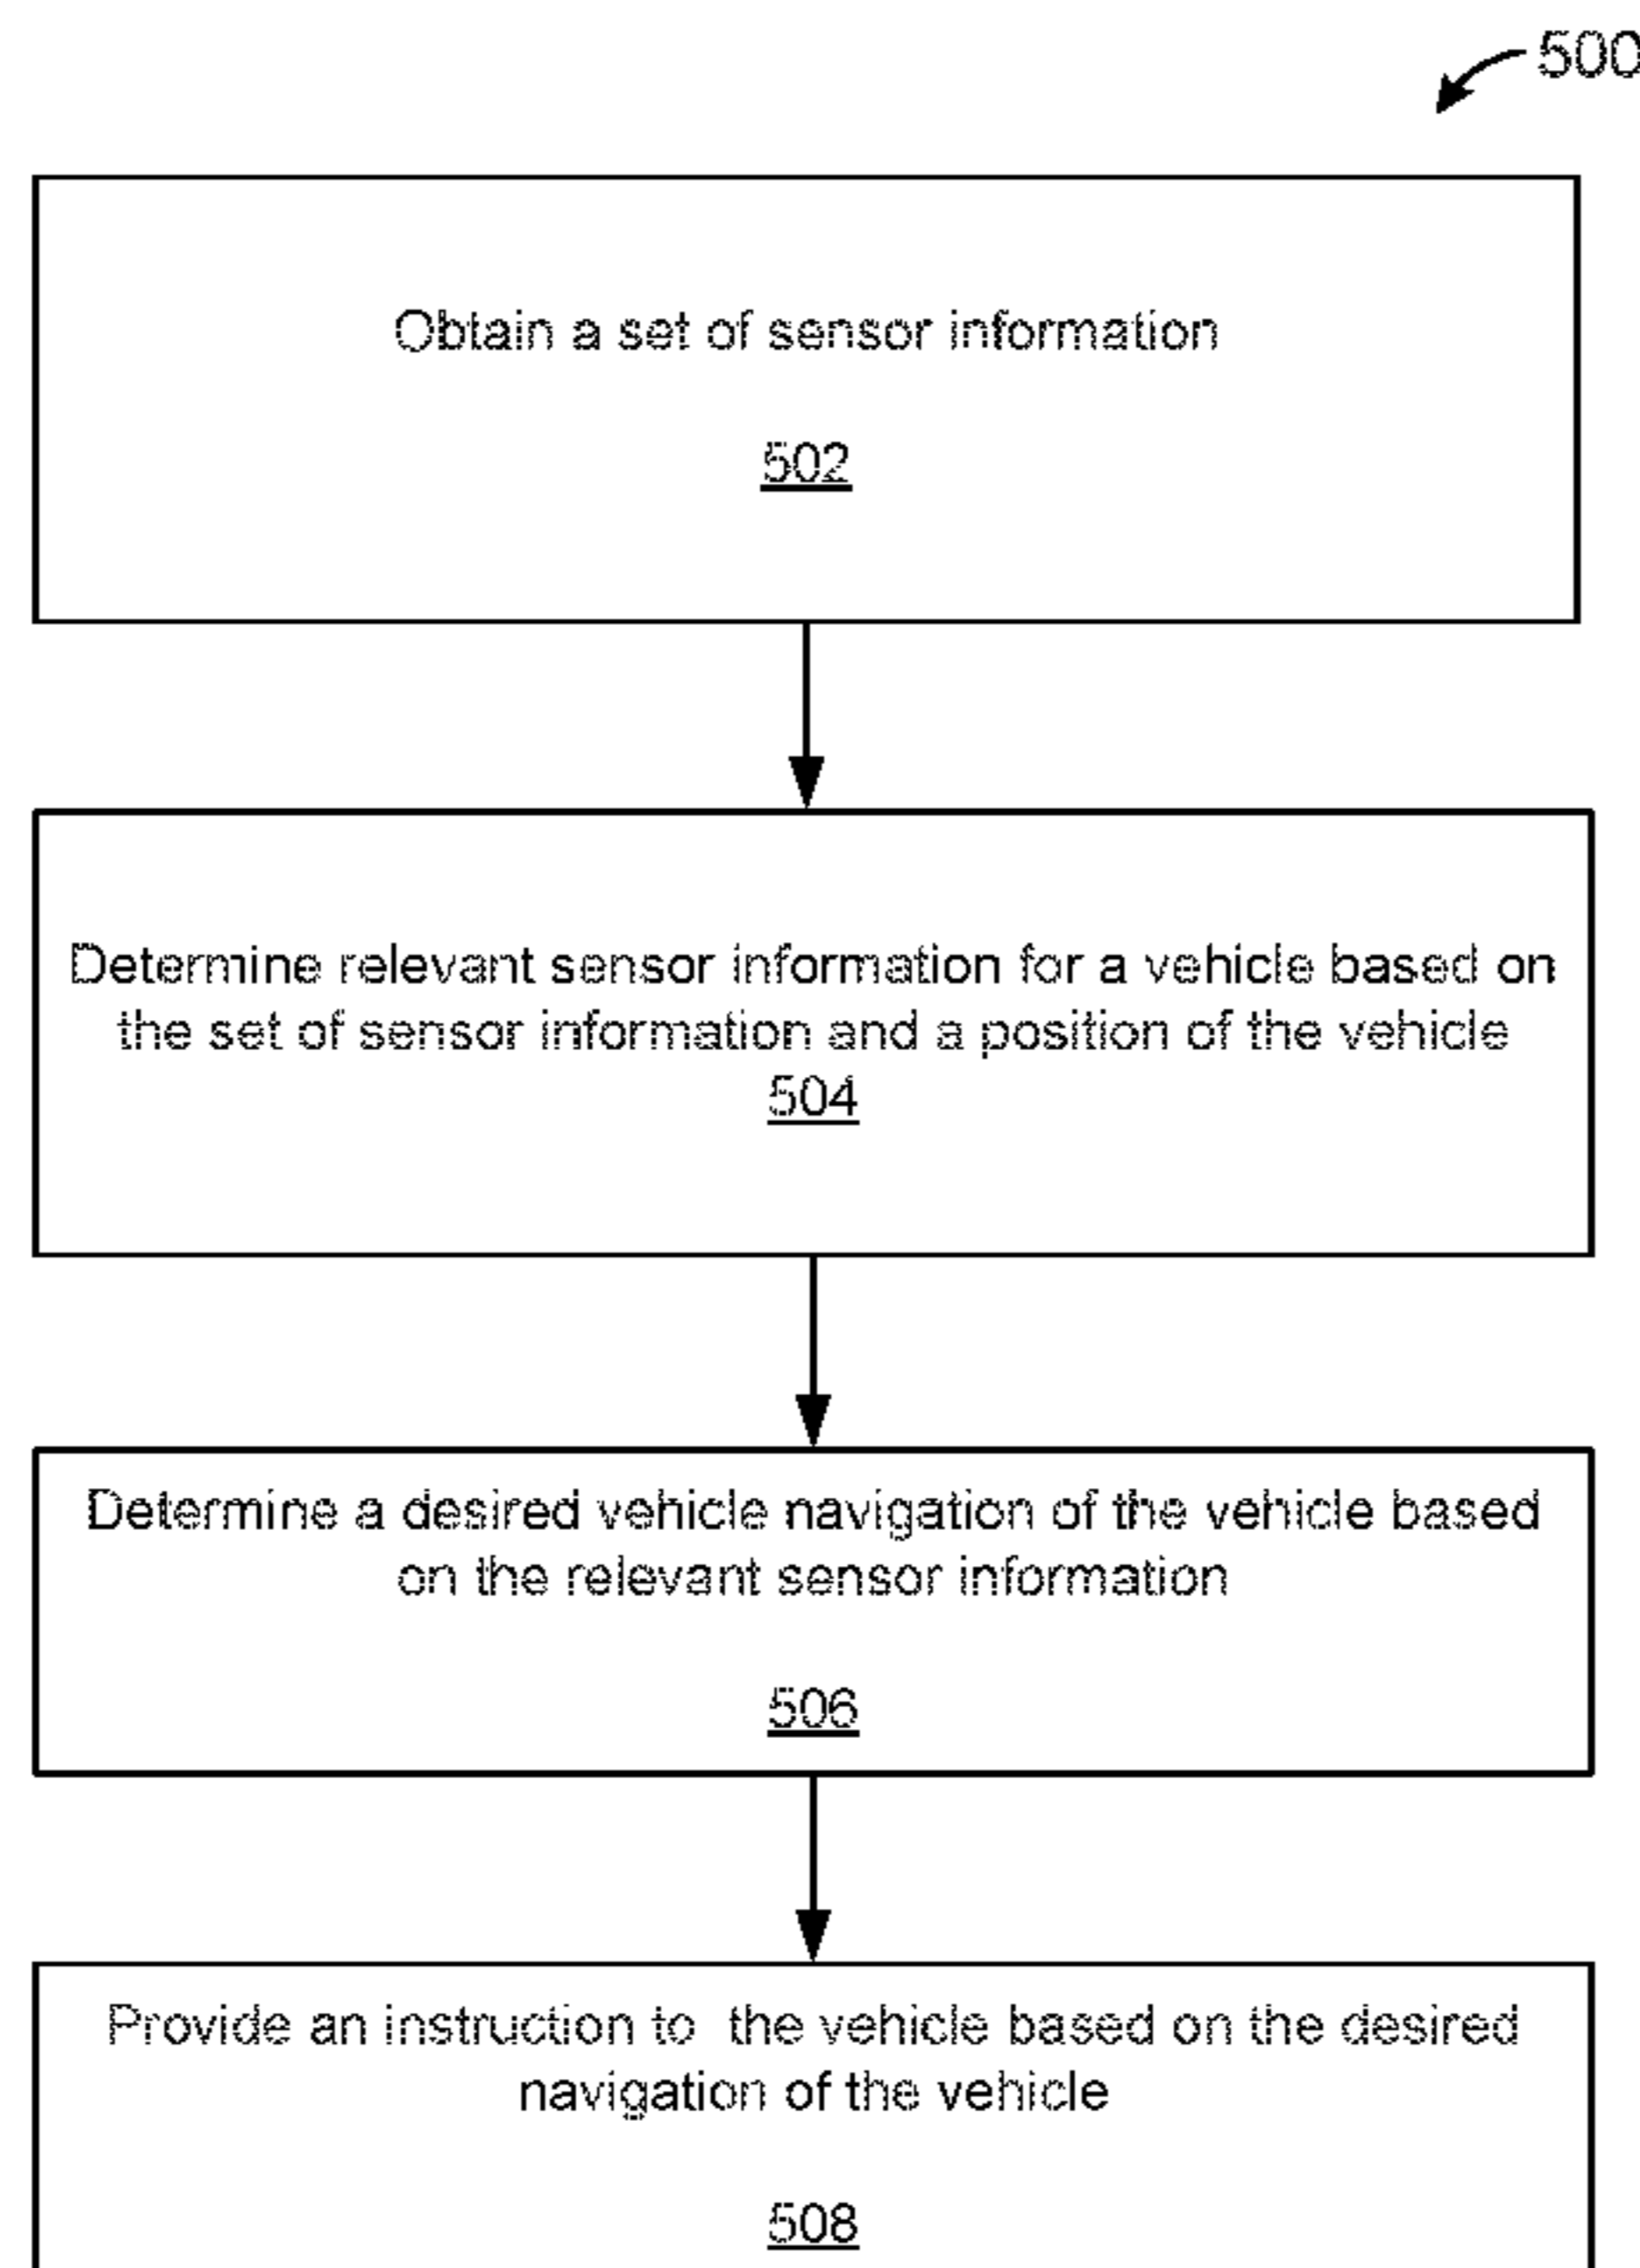 500
Obtain a set of sensor information
502
Determine relevant sensor information for a vehicle based on
the set of sensor information and a position of the vehicle
504
Determine a desired vehicle navigation of the vehicle based
on the relevant sensor information
506
Provide an instruction to the vehicle based on the desired
navigation of the vehicle
508